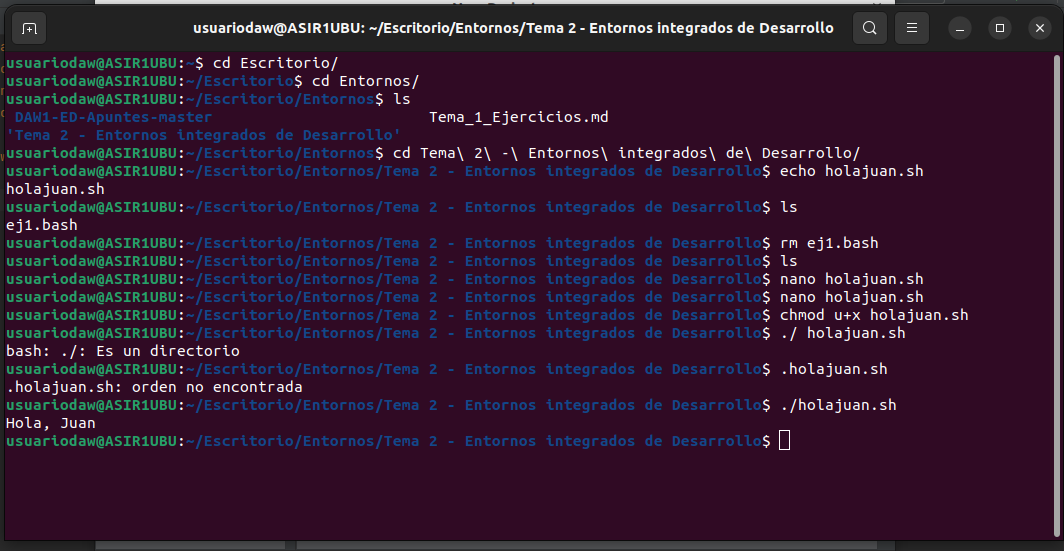 usuariodaw@ASIR1UBU: ~/Escritorio/Entornos/Tema 2 - Entornos integrados de Desarrollo
usuariodaw@ASIR1UBU:~$ cd Escritorio/
usuariodaw@ASIR1UBU:~/Escritorio$ cd Entornos/
usuariodaw@ASIR1UBU:~/Escritorio/Entornos$ ls
DAW1-ED-Apuntes-master Tema_1_Ejercicios.md
'Tema 2 - Entornos integrados de Desarrollo'
usuariodaw@ASIR1UBU:~/Escritorio/Entornos$ cd Tema\ 2\ -\ Entornos\ integrados\ de\ Desarrollo/
usuariodaw@ASIR1UBU:~/Escritorio/Entornos/Tema 2 - Entornos integrados de Desarrollo$ echo holajuan.sh
holajuan.sh
usuariodaw@ASIR1UBU:~/Escritorio/Entornos/Tema 2 - Entornos integrados de Desarrollo$ ls
ej1.bash
usuariodaw@ASIR1UBU:~/Escritorio/Entornos/Tema 2 - Entornos integrados de Desarrollo$ rm ej1.bash
usuariodaw@ASIR1UBU:~/Escritorio/Entornos/Tema 2 - Entornos integrados de Desarrollo$ ls
usuariodaw@ASIR1UBU:~/Escritorio/Entornos/Tema 2 - Entornos integrados de Desarrollo$ nano holajuan.sh
usuariodaw@ASIR1UBU:~/Escritorio/Entornos/Tema 2 - Entornos integrados de Desarrollo$ nano holajuan.sh
usuariodaw@ASIR1UBU:~/Escritorio/Entornos/Tema 2 - Entornos integrados de Desarrollo$ chmod u+x holajuan.sh
usuariodaw@ASIR1UBU:~/Escritorio/Entornos/Tema 2 - Entornos integrados de Desarrollo$ ./ holajuan.sh
bash: ./: Es un directorio
usuariodaw@ASIR1UBU:~/Escritorio/Entornos/Tema 2 - Entornos integrados de Desarrollo$ .holajuan.sh
.holajuan.sh: orden no encontrada
usuariodaw@ASIR1UBU:~/Escritorio/Entornos/Tema 2 - Entornos integrados de Desarrollo$ ./holajuan.sh
Hola, Juan
usuariodaw@ASIR1UBU:~/Escritorio/Entornos/Tema 2 - Entornos integrados de Desarrollo$